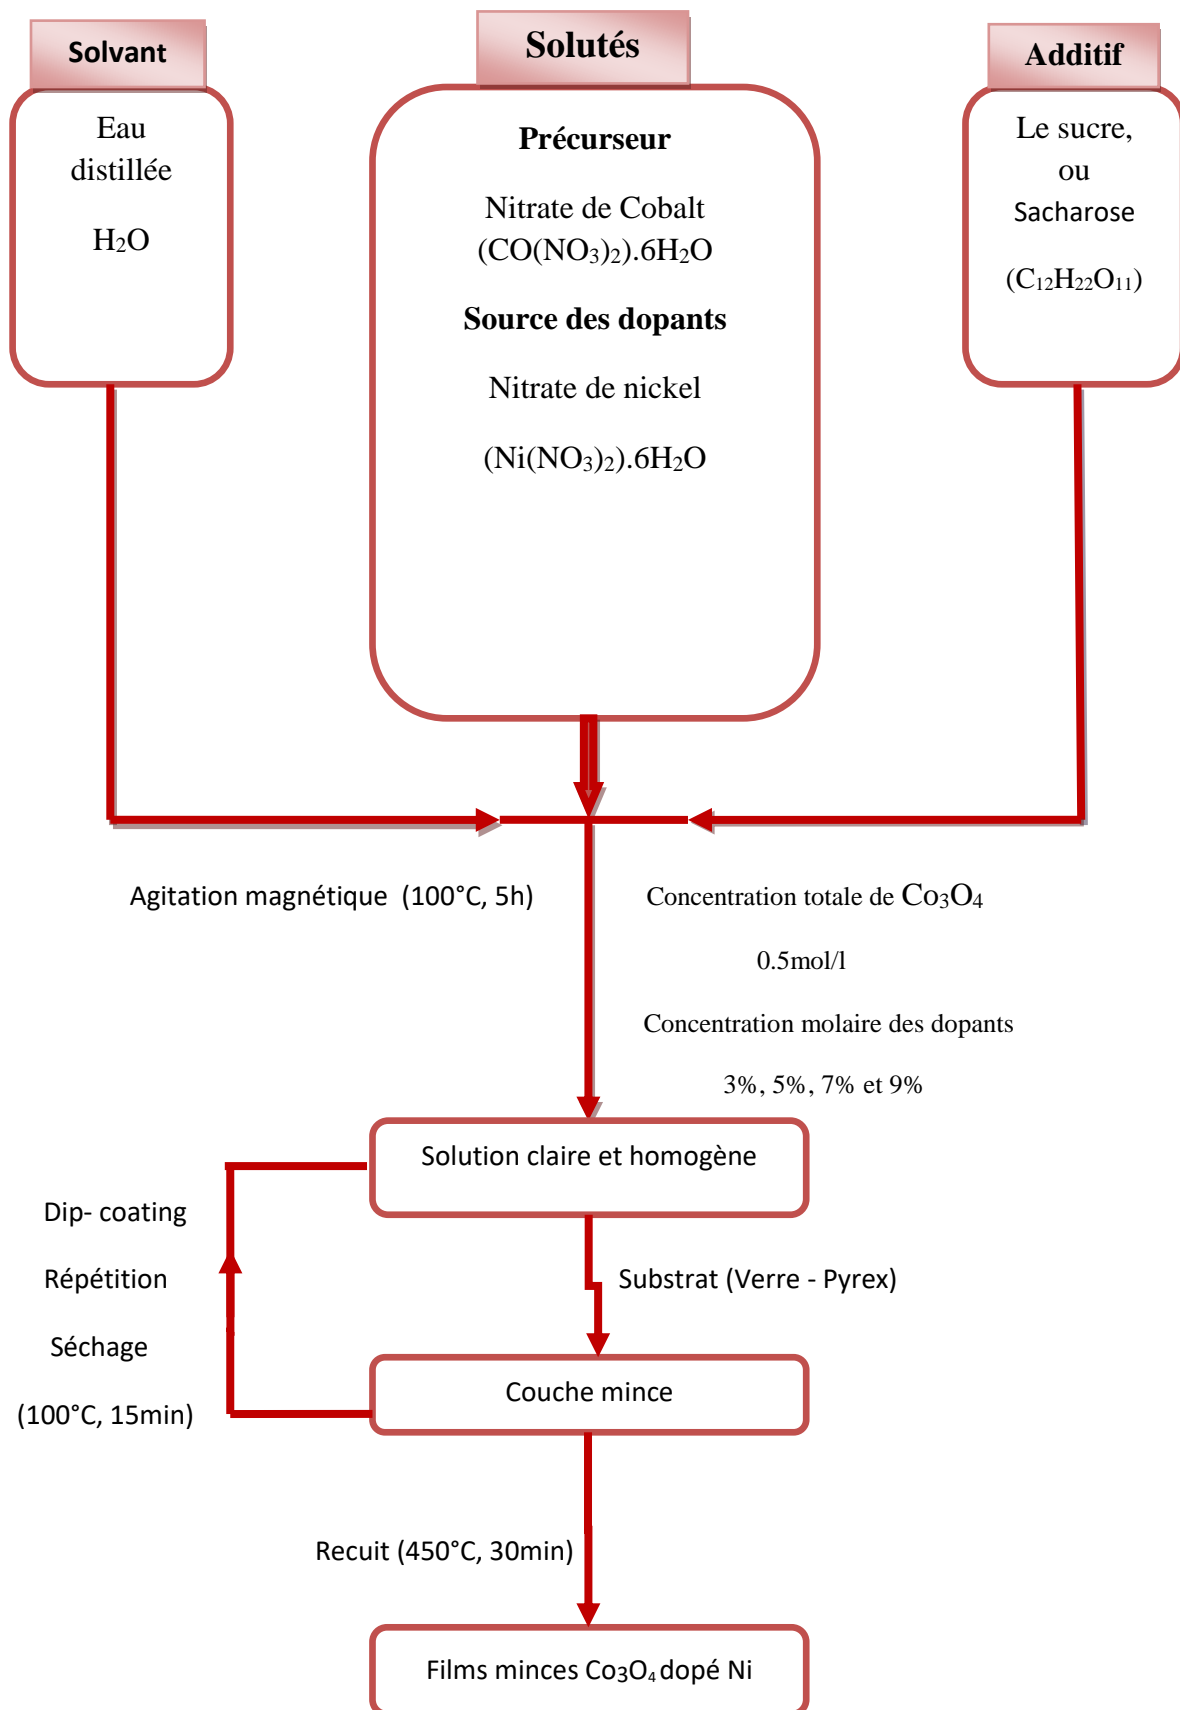 Solvant
Eau
distillée
H₂O
Solutés
Précurseur
Nitrate de Cobalt
(CO(NO₃)₂).6H₂O
Source des dopants
Nitrate de nickel
(Ni(NO₃)₂).6H₂O
Additif
Le sucre,
ou
Sacharose
(C₁₂H₂₂O₁₁)
Agitation magnétique (100°C, 5h)
Concentration totale de Co₃O₄
0.5mol/l
Concentration molaire des dopants
3%, 5%, 7% et 9%
Solution claire et homogène
Dip- coating
Répétition
Séchage
(100°C, 15min)
Substrat (Verre - Pyrex)
Couche mince
Recuit (450°C, 30min)
Films minces Co₃O₄ dopé Ni